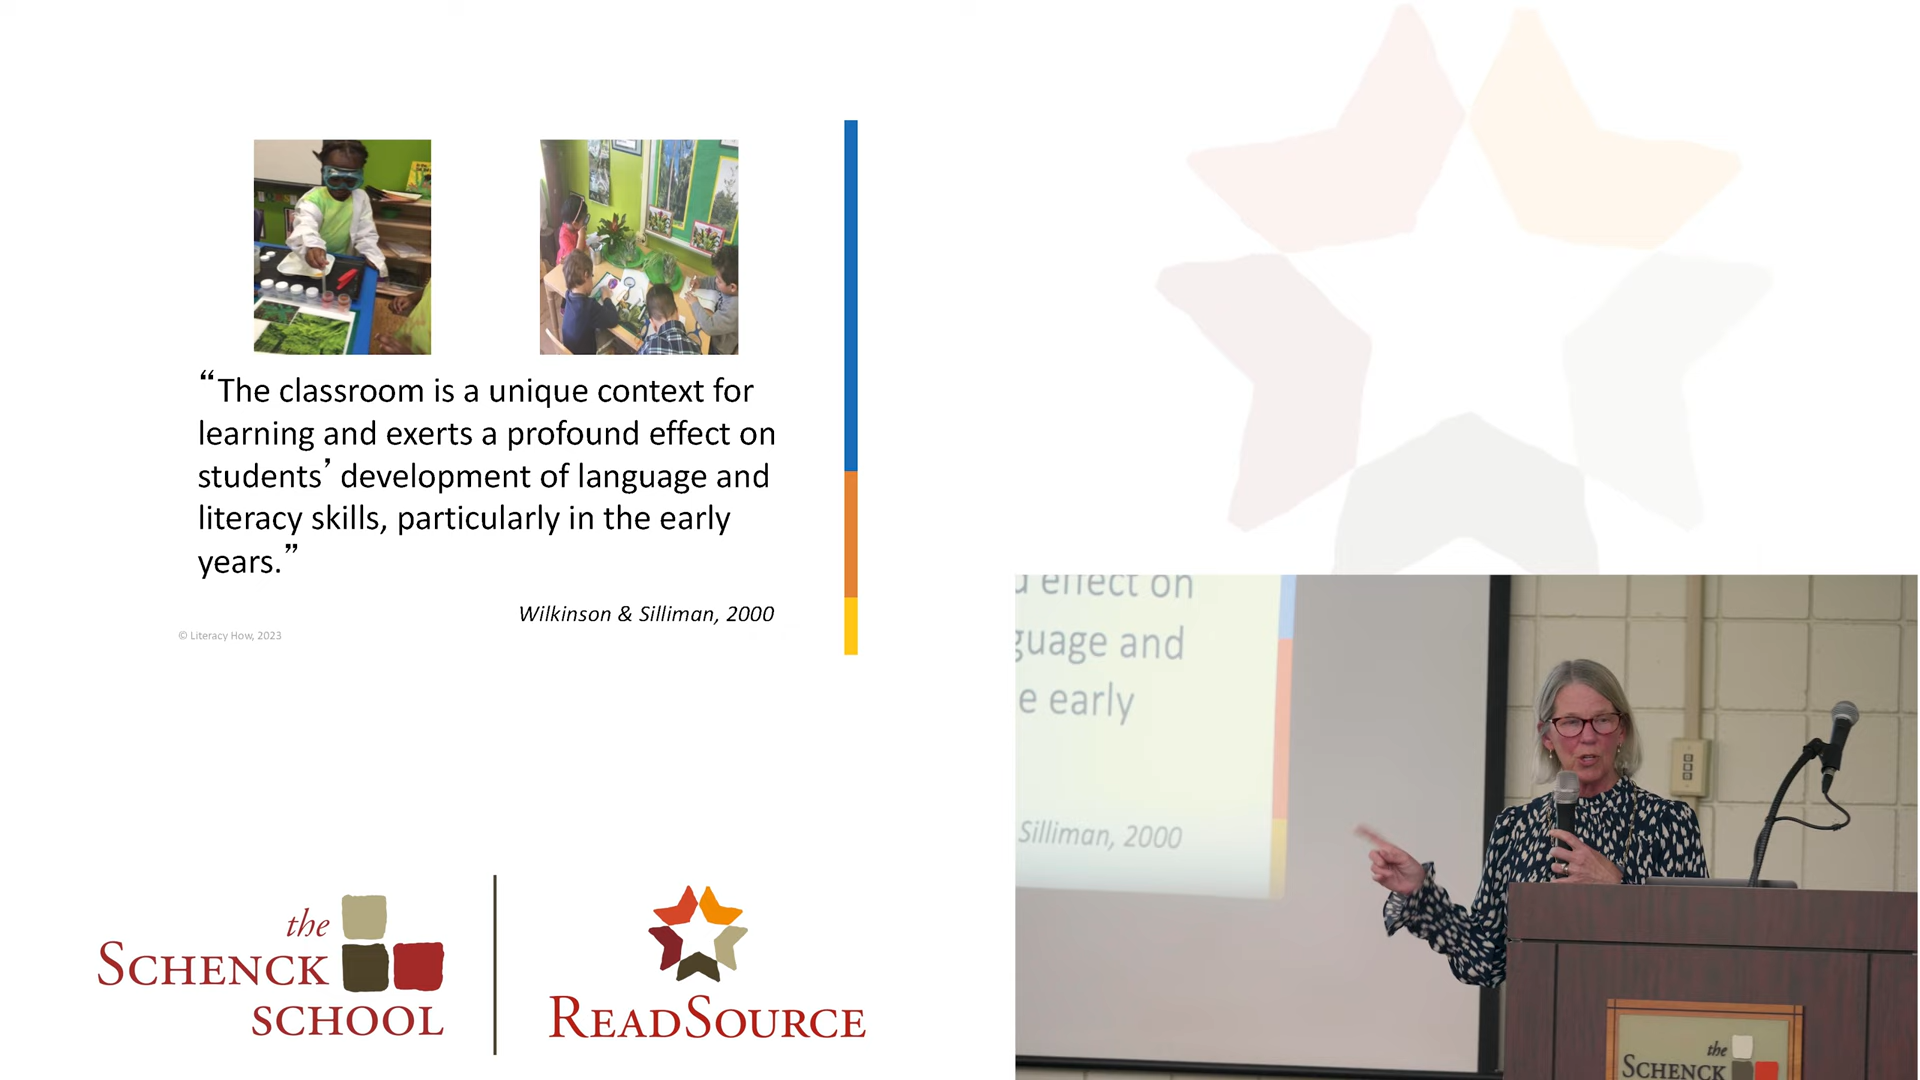 “The classroom is a unique context for
learning and exerts a profound effect on
students’ development of language and
literacy skills, particularly in the early
years.”
Wilkinson & Silliman, 2000
© Literacy How, 2023
effect on
guage and
e early
Silliman, 2000
the
SCHENCK
SCHOOL
READSOURCE
the
SCHENCK